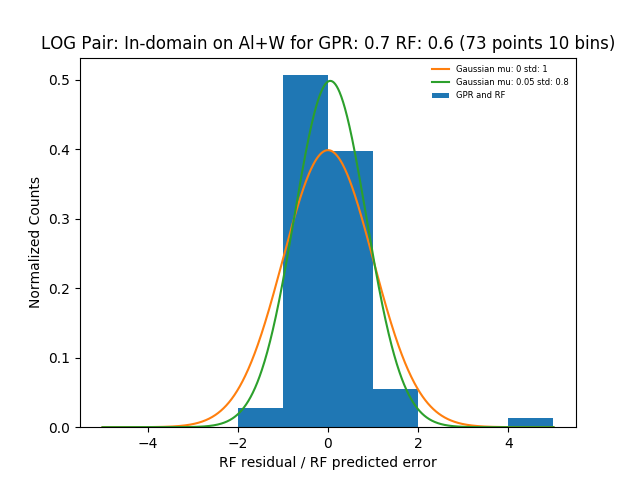 LOG Pair: In-domain on Al+W for GPR: 0.7 RF: 0.6 (73 points 10 bins)
Gaussian mu: 0 std: 1
Gaussian mu: 0.05 std: 0.8
GPR and RF
Normalized Counts
0.5
0.4
0.3
0.2
0.1
0.0
−4 −2 0 2 4
RF residual / RF predicted error